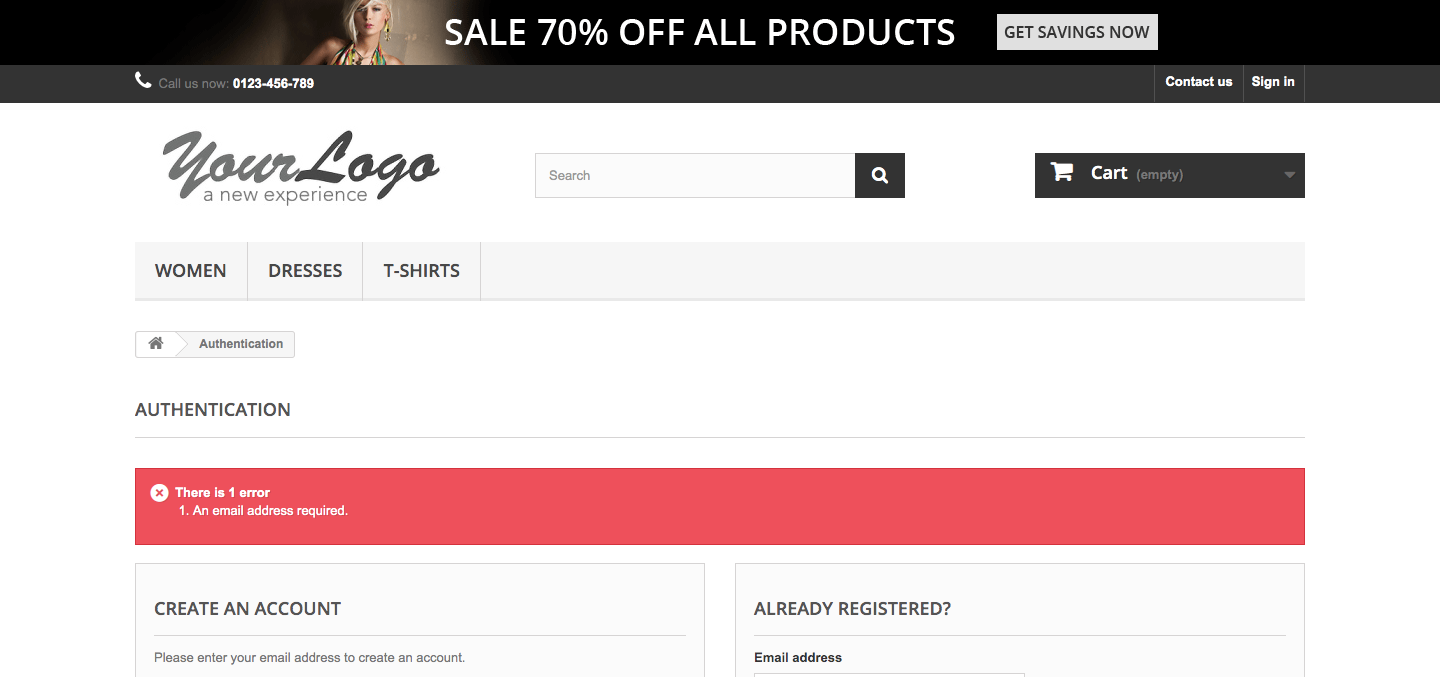 SALE 70% OFF ALL PRODUCTS GET SAVINGS NOW
Call us now: 0123-456-789 Contact us Sign in
YourLogo
a new experience
Search
Cart (empty)
WOMEN DRESSES T-SHIRTS
Authentication
AUTHENTICATION
There is 1 error
1. An email address required.
CREATE AN ACCOUNT
Please enter your email address to create an account.
ALREADY REGISTERED?
Email address